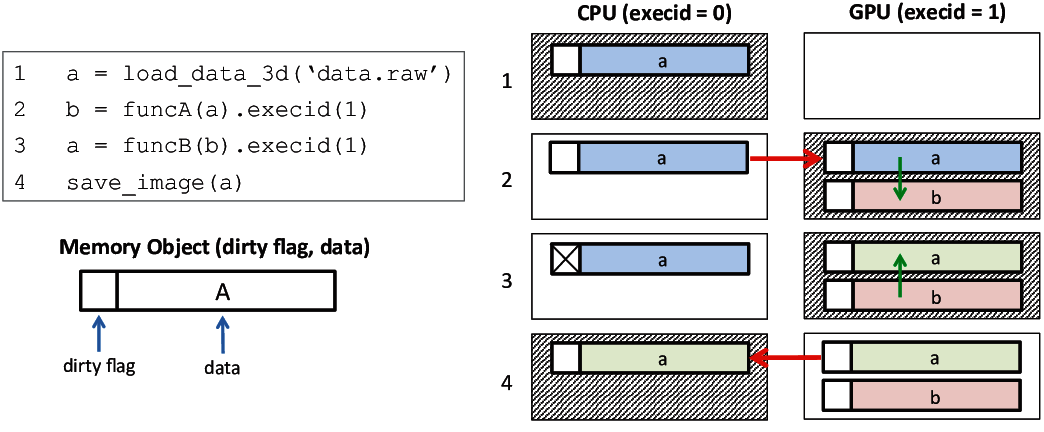 CPU (execid = 0)
GPU (execid = 1)
1 a = load_data_3d(‘data.raw’)
2 b = funcA(a).execid(1)
3 a = funcB(b).execid(1)
4 save_image(a)
Memory Object (dirty flag, data)
A
dirty flag
data
1
a
2
a
a
b
3
a
a
b
4
a
a
b